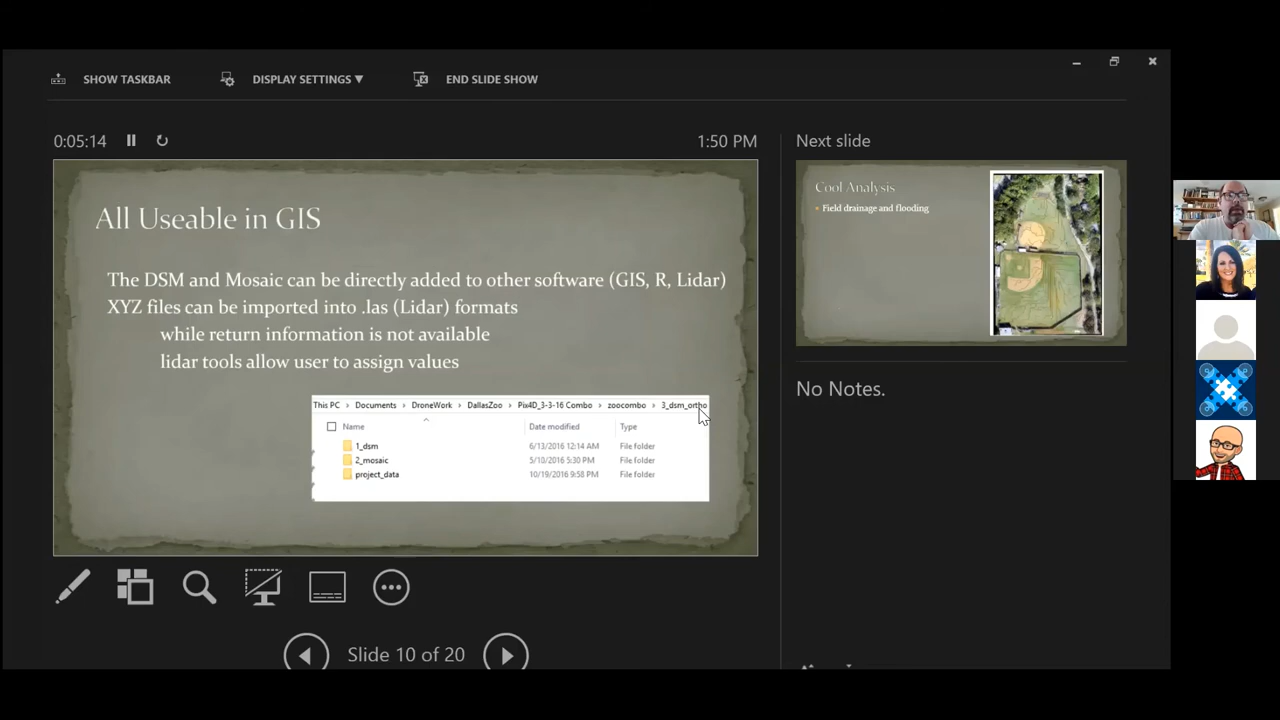 SHOW TASKBAR
DISPLAY SETTINGS ▼
END SLIDE SHOW
0:05:14
1:50 PM
Next slide
All Useable in GIS
The DSM and Mosaic can be directly added to other software (GIS, R, Lidar)
XYZ files can be imported into .las (Lidar) formats
while return information is not available
lidar tools allow user to assign values
This PC › Documents › DroneWork › DallasZoo › Pix4D_3-3-16 Combo › zoocombo › 3_dsm_ortho
Name Date modified Type
1_dsm 6/13/2016 12:14 AM File folder
2_mosaic 5/10/2016 5:30 PM File folder
project_data 10/19/2016 9:58 PM File folder
Cool Analysis
• Field drainage and flooding
No Notes.
Slide 10 of 20